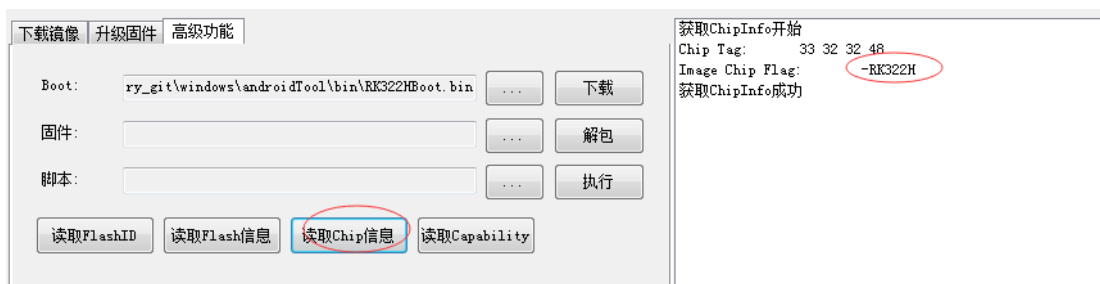 下载镜像 升级固件 高级功能
Boot: ry_git\windows\androidTool\bin\RK322HBoot.bin ... 下载
固件: ... 解包
脚本: ... 执行
读取FlashID 读取Flash信息 读取Chip信息 读取Capability
获取ChipInfo开始
Chip Tag: 33 32 32 48
Image Chip Flag: -RK322H
获取ChipInfo成功